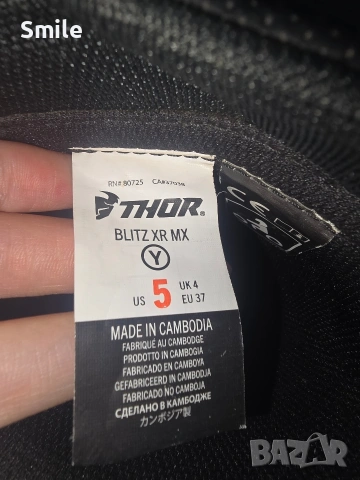 Smile
RN# 80725 CA#37036
THOR®
BLITZ XR MX
Y
US 5 UK 4
EU 37
MADE IN CAMBODIA
FABRIQUÉ AU CAMBODGE
PRODOTTO IN CAMBOGIA
FABRICADO EN CAMBOYA
GEFABRICEERD IN CAMBODJA
FABRICADO NO CAMBOJA
СДЕЛАНО В КАМБОДЖЕ
カンボジア製
CE
BAZAR